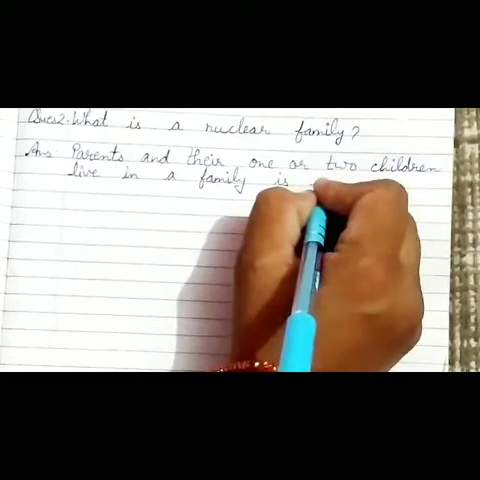 Ques2. What is a nuclear family?
Ans. Parents and their, one or two children
live in a family is